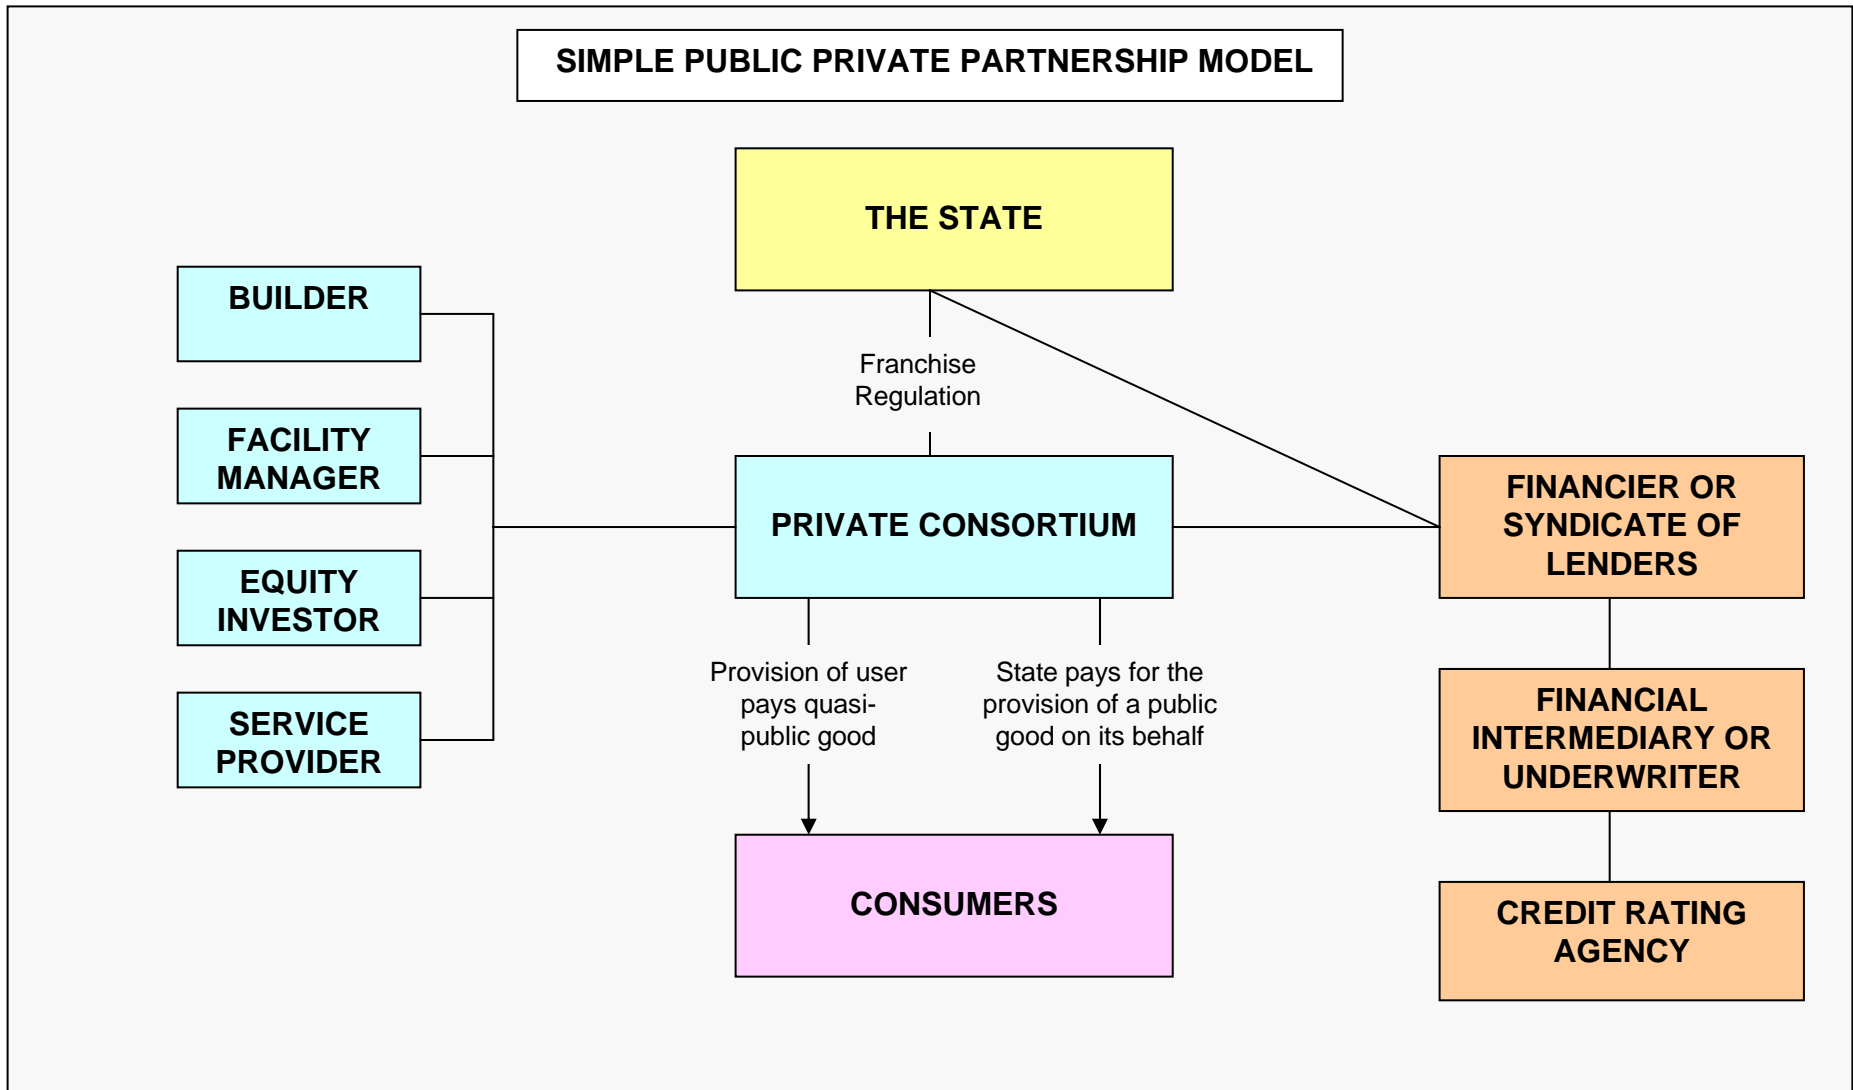 SIMPLE PUBLIC PRIVATE PARTNERSHIP MODEL
THE STATE
BUILDER
FACILITY
MANAGER
EQUITY
INVESTOR
SERVICE
PROVIDER
Franchise
Regulation
PRIVATE CONSORTIUM
Provision of user
pays quasi-
public good
State pays for the
provision of a public
good on its behalf
CONSUMERS
FINANCIER OR
SYNDICATE OF
LENDERS
FINANCIAL
INTERMEDIARY OR
UNDERWRITER
CREDIT RATING
AGENCY